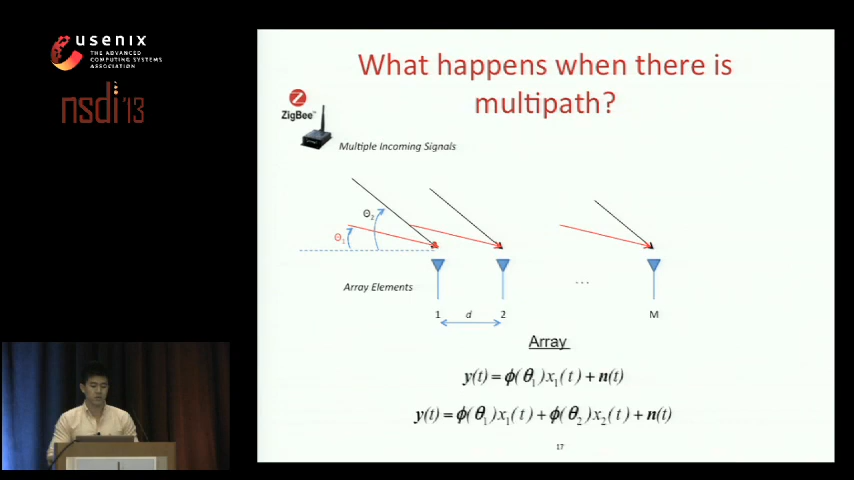 usenix
THE ADVANCED
COMPUTING SYSTEMS
ASSOCIATION
nsdi '13
What happens when there is
multipath?
ZigBee™
Multiple Incoming Signals
Θ2
Θ1
Array Elements
1
d
2
...
M
Array
y(t)=ϕ(θ1)x1(t)+n(t)
y(t)=ϕ(θ1)x1(t)+ϕ(θ2)x2(t)+n(t)
17